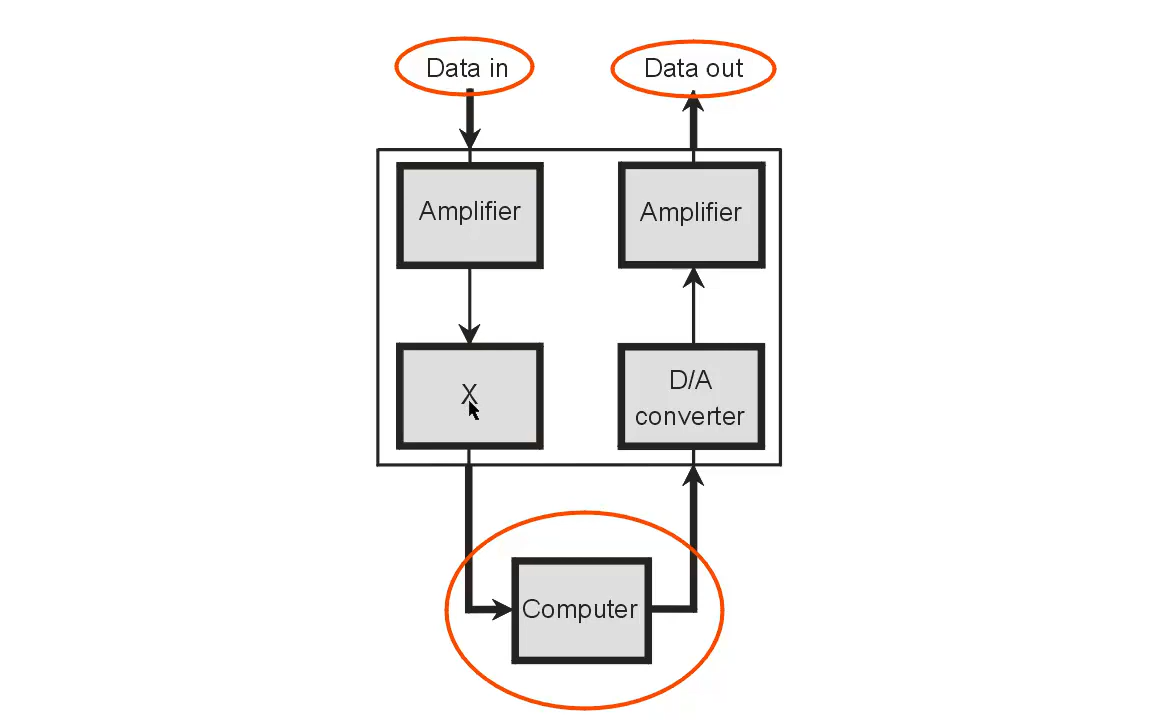 Data in
Data out
Amplifier
Amplifier
X
D/A
converter
Computer